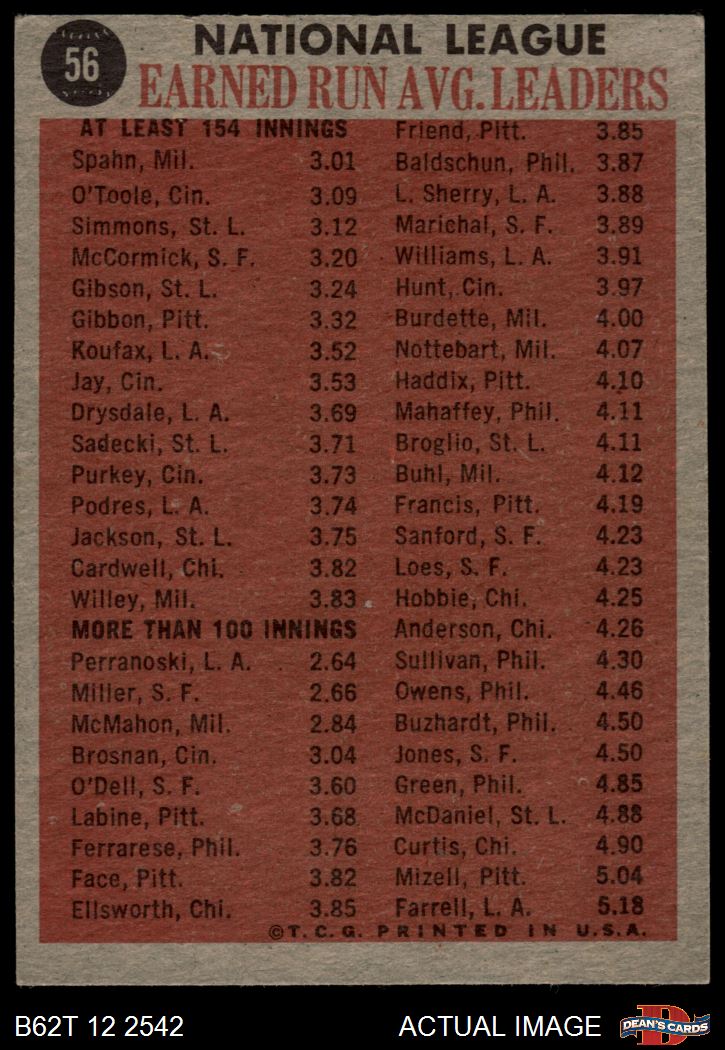 56
NATIONAL LEAGUE
EARNED RUN AVG. LEADERS
AT LEAST 154 INNINGS
Spahn, Mil. 3.01
O'Toole, Cin. 3.09
Simmons, St. L. 3.12
McCormick, S. F. 3.20
Gibson, St. L. 3.24
Gibbon, Pitt. 3.32
Koufax, L. A. 3.52
Jay, Cin. 3.53
Drysdale, L. A. 3.69
Sadecki, St. L. 3.71
Purkey, Cin. 3.73
Podres, L. A. 3.74
Jackson, St. L. 3.75
Cardwell, Chi. 3.82
Willey, Mil. 3.83
MORE THAN 100 INNINGS
Perranoski, L. A. 2.64
Miller, S. F. 2.66
McMahon, Mil. 2.84
Brosnan, Cin. 3.04
O'Dell, S. F. 3.60
Labine, Pitt. 3.68
Ferrarese, Phil. 3.76
Face, Pitt. 3.82
Ellsworth, Chi. 3.85
Friend, Pitt. 3.85
Baldschun, Phil. 3.87
L. Sherry, L. A. 3.88
Marichal, S. F. 3.89
Williams, L. A. 3.91
Hunt, Cin. 3.97
Burdette, Mil. 4.00
Nottebart, Mil. 4.07
Haddix, Pitt. 4.10
Mahaffey, Phil. 4.11
Broglio, St. L. 4.11
Buhl, Mil. 4.12
Francis, Pitt. 4.19
Sanford, S. F. 4.23
Loes, S. F. 4.23
Hobbie, Chi. 4.25
Anderson, Chi. 4.26
Sullivan, Phil. 4.30
Owens, Phil. 4.46
Buzhardt, Phil. 4.50
Jones, S. F. 4.50
Green, Phil. 4.85
McDaniel, St. L. 4.88
Curtis, Chi. 4.90
Mizell, Pitt. 5.04
Farrell, L. A. 5.18
©T. C. G. PRINTED IN U.S.A.
B62T 12 2542
ACTUAL IMAGE
D
DEAN'S CARDS